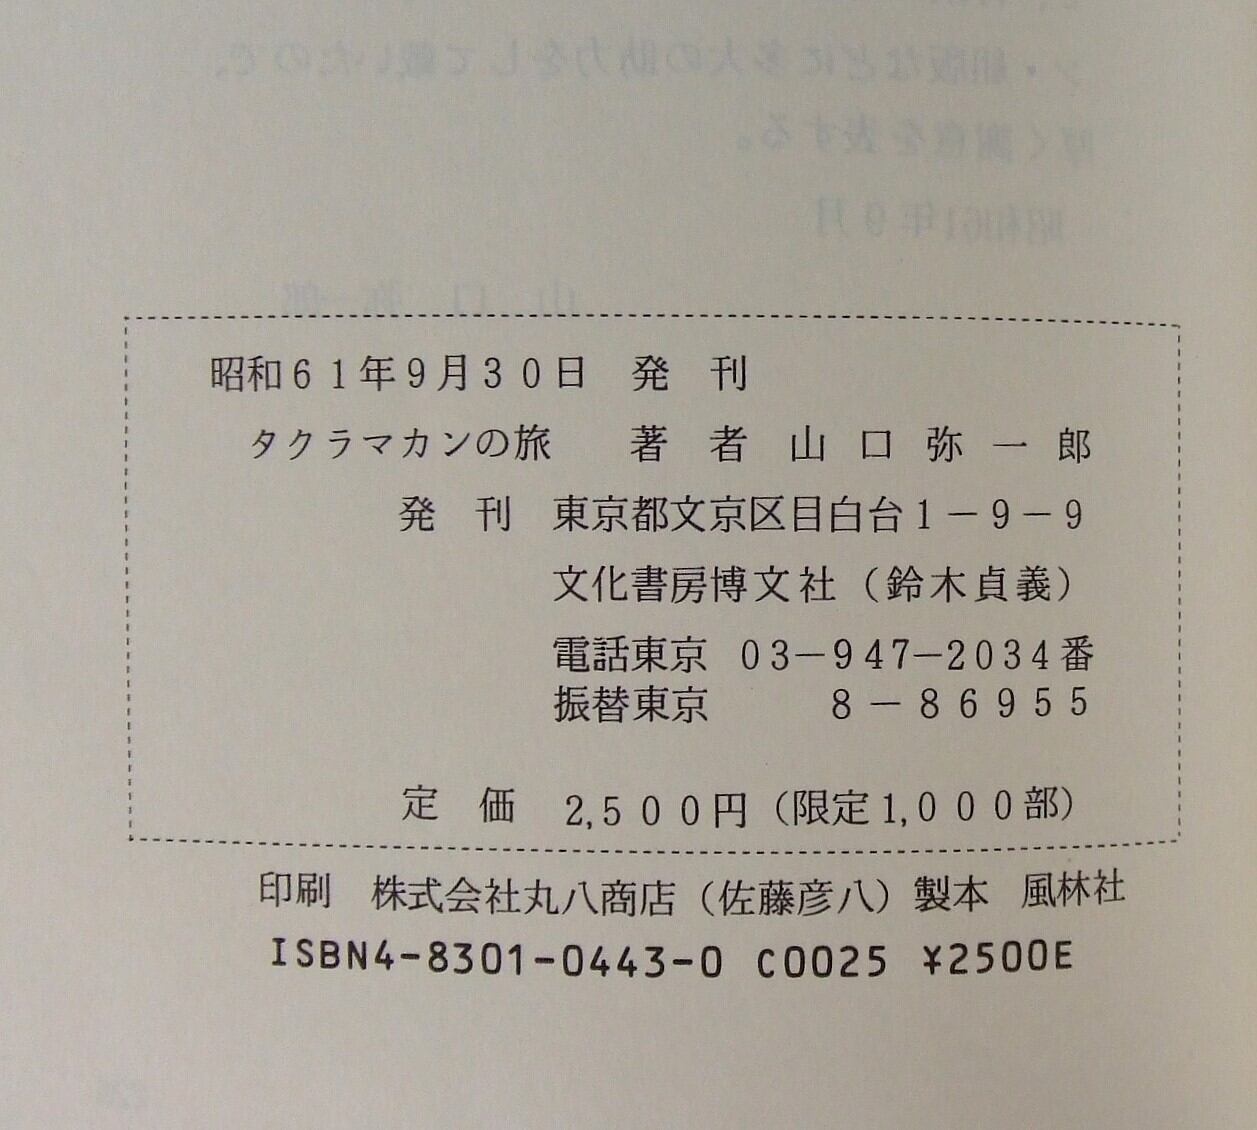 昭和61年9月30日 発 刊
タクラマカンの旅 著 者 山 口 弥 一 郎
発 刊 東京都文京区目白台1-9-9
文化書房博文社(鈴木貞義)
電話東京 03-947-2034番
振替東京 8-86955
定 価 2,500円(限定1,000部)
印刷 株式会社丸八商店(佐藤彦八)製本 風林社
ISBN4-8301-0443-0 C0025 ¥2500E